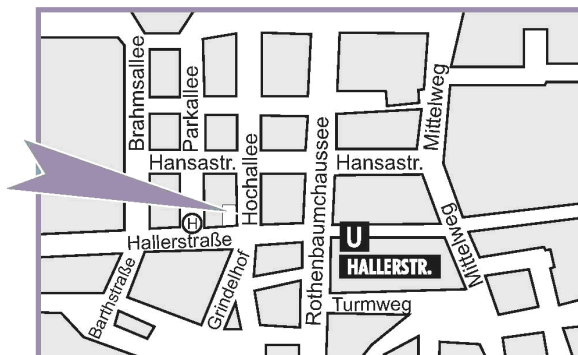 Brahmsallee
Parkallee
Hansastr.
Hochallee
Rothenbaumchaussee
Hansastr.
Mittelweg
H
Hallerstraße
U
HALLERSTR.
Mittelweg
Barthstraße
Grindelhof
Turmweg